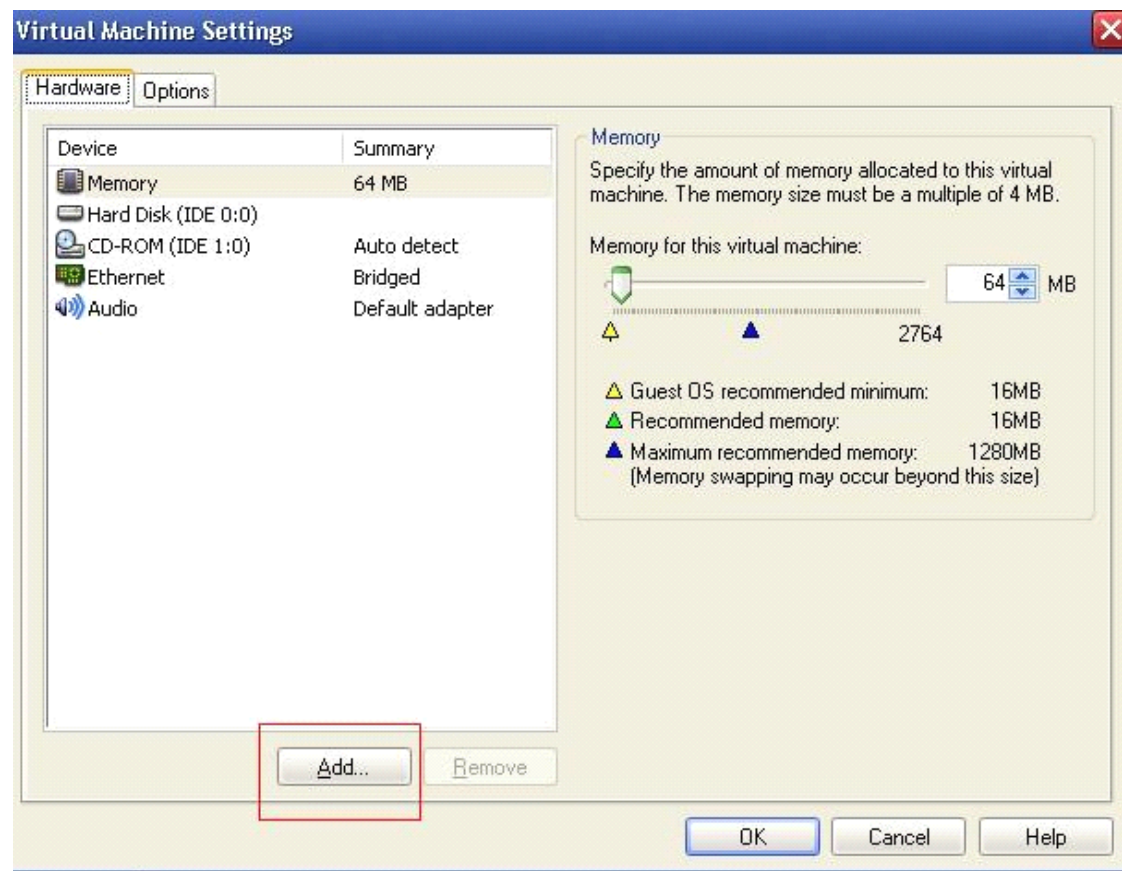 Virtual Machine Settings
Hardware Options
Device Summary
Memory 64 MB
Hard Disk (IDE 0:0)
CD-ROM (IDE 1:0) Auto detect
Ethernet Bridged
Audio Default adapter
Add... Remove
Memory
Specify the amount of memory allocated to this virtual
machine. The memory size must be a multiple of 4 MB.
Memory for this virtual machine:
64 MB
2764
Guest OS recommended minimum: 16MB
Recommended memory: 16MB
Maximum recommended memory: 1280MB
(Memory swapping may occur beyond this size)
OK Cancel Help